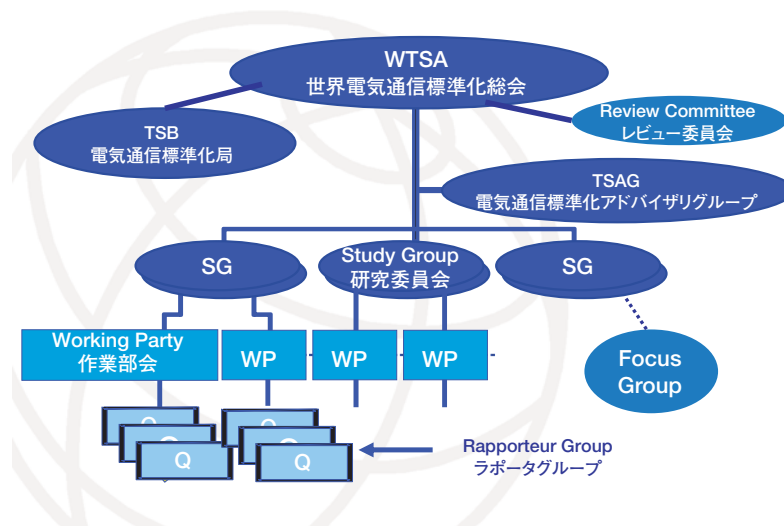 WTSA
世界電気通信標準化総会
Review Committee
レビュー委員会
TSB
電気通信標準化局
TSAG
電気通信標準化アドバイザリグループ
SG
Study Group
研究委員会
SG
Working Party
作業部会
WP
WP
WP
Focus
Group
Q
Q
Q
Q
Q
Q
Rapporteur Group
ラポータグループ